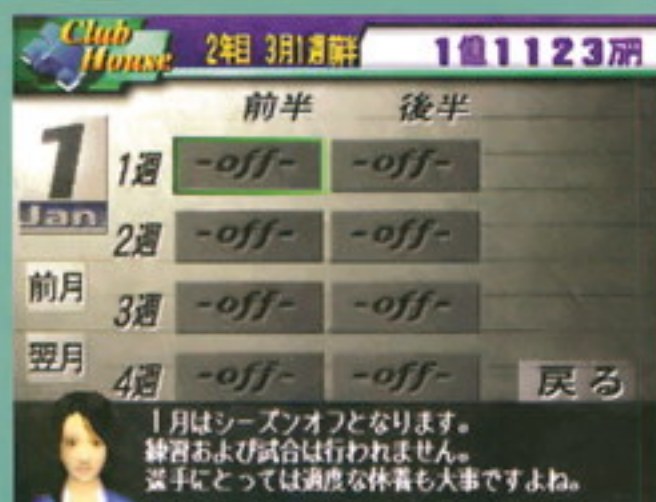 Club House 2年目 3月1週前半 1億1123万円
前半 後半
1 Jan
1週 -off- -off-
2週 -off- -off-
前月
3週 -off- -off-
翌月
4週 -off- -off-
戻る
1月はシーズンオフとなります。
練習および試合は行われません。
選手にとっては適度な休養も大事ですよね。